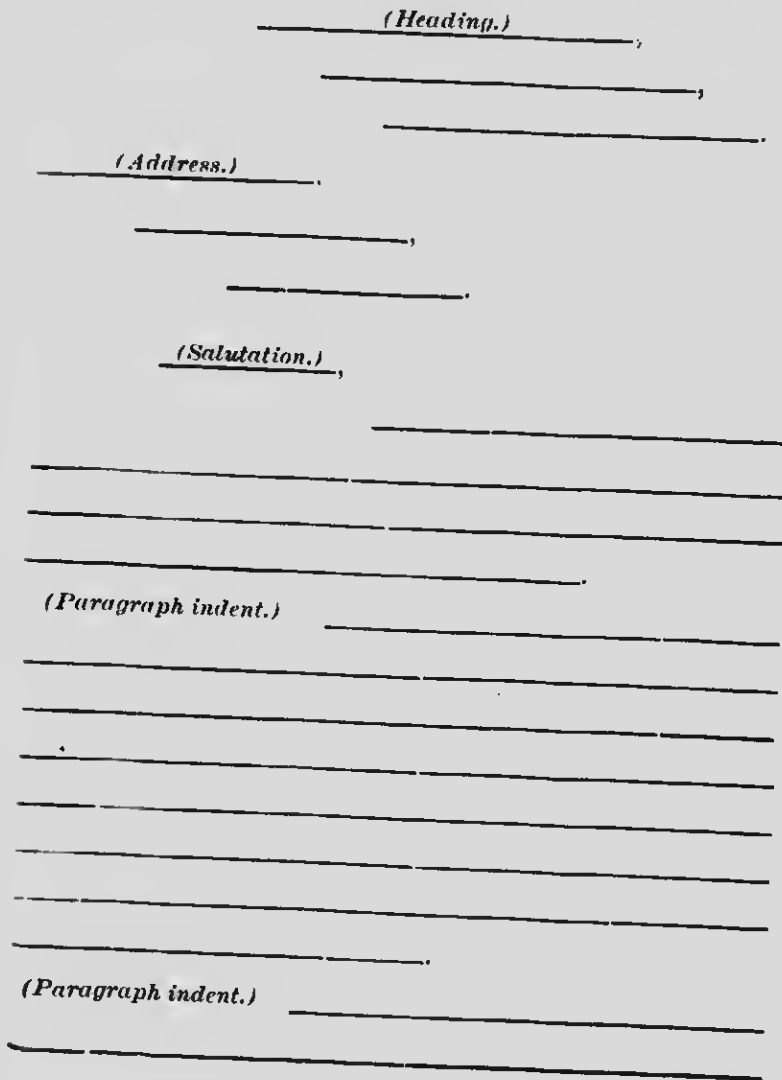 (Heading.)
(Address.)
(Salutation.)
(Paragraph indent.)
(Paragraph indent.)